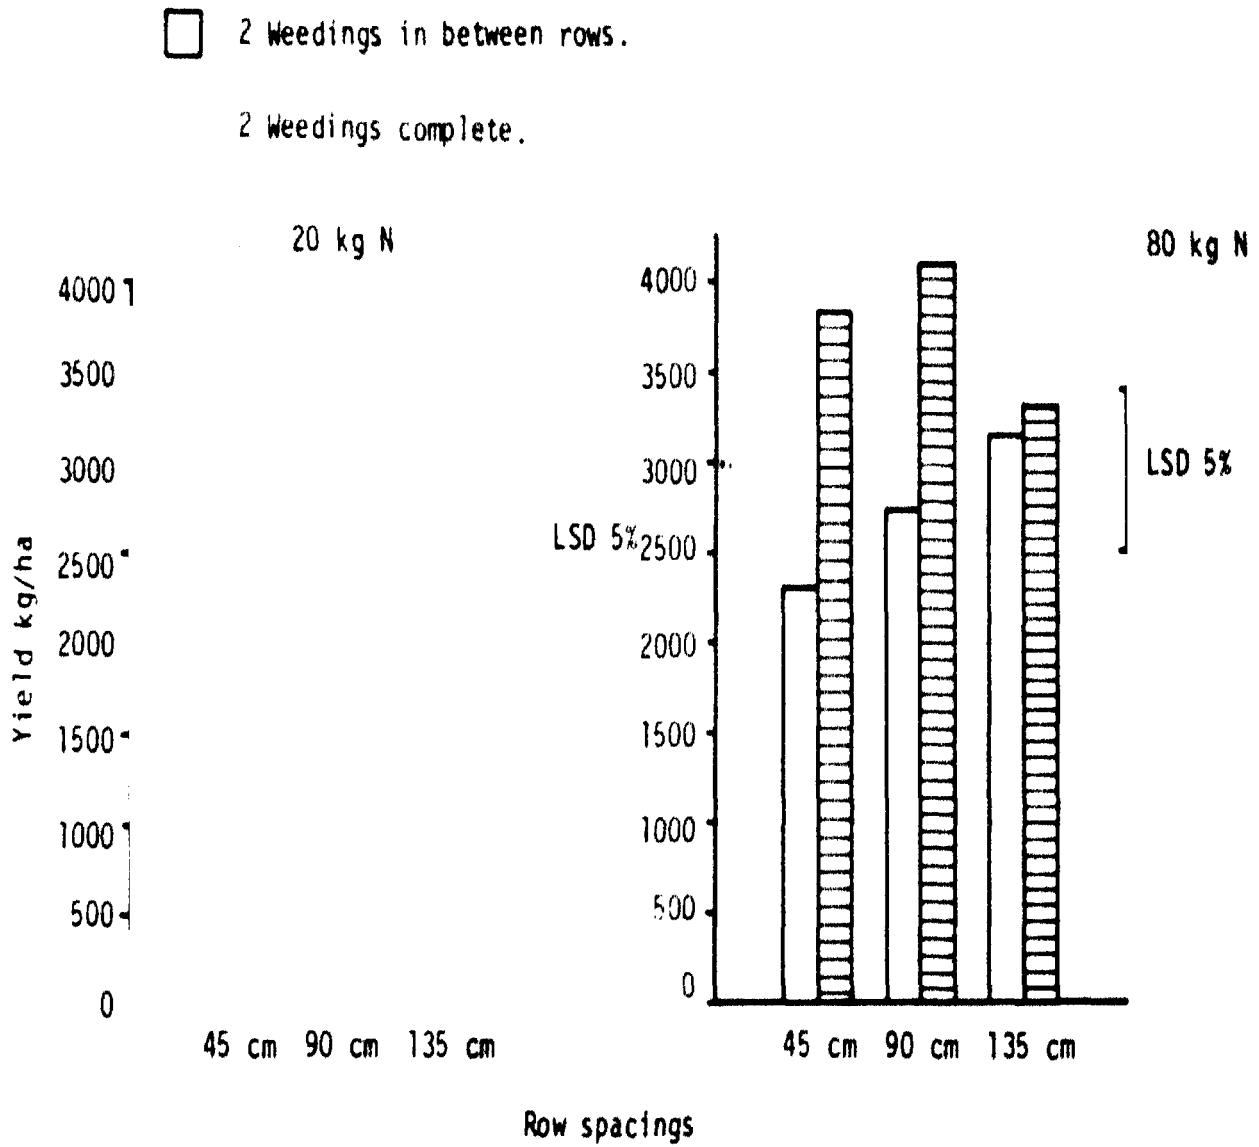 2 Weedings in between rows.
2 Weedings complete.
20 kg N
80 kg N
4000
3500
3000
2500
2000
1500
1000
500
0
Yield kg/ha
45 cm 90 cm 135 cm
LSD 5%
4000
3500
3000
2500
2000
1500
1000
500
0
LSD 5%
45 cm 90 cm 135 cm
Row spacings